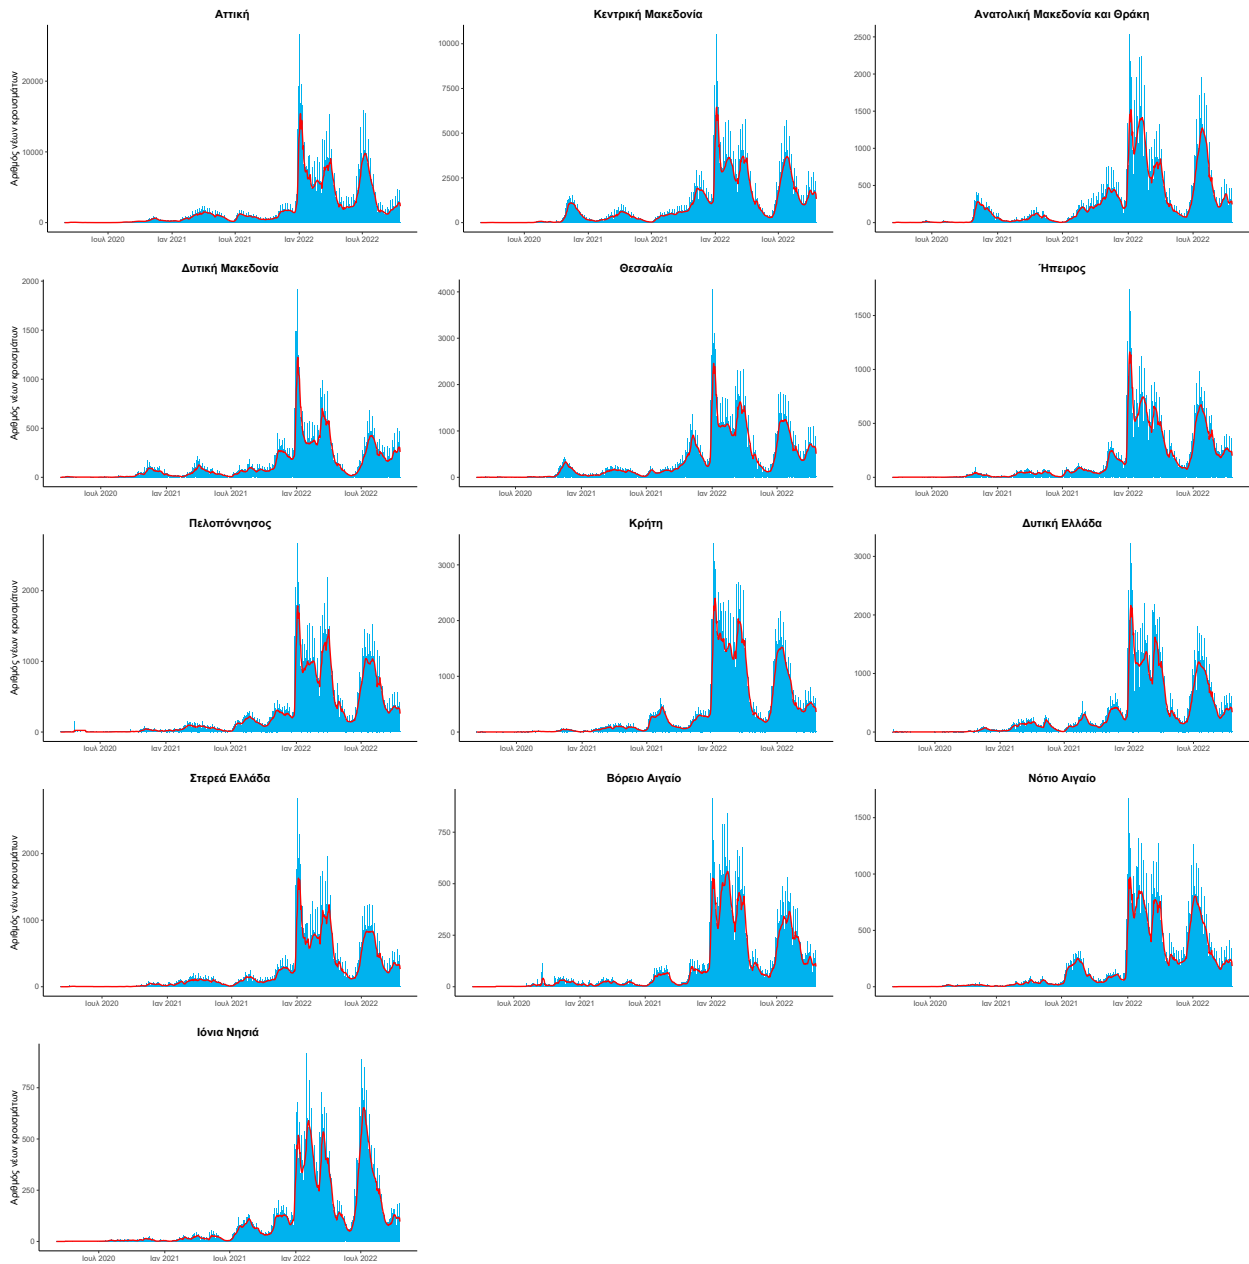 Αττική
Κεντρική Μακεδονία
Ανατολική Μακεδονία και Θράκη
Αριθμός νέων κρουσμάτων
20000
10000
0
Ιουλ 2020
Ιαν 2021
Ιουλ 2021
Ιαν 2022
Ιουλ 2022
10000
7500
5000
2500
0
Ιουλ 2020
Ιαν 2021
Ιουλ 2021
Ιαν 2022
Ιουλ 2022
2500
2000
1500
1000
500
0
Ιουλ 2020
Ιαν 2021
Ιουλ 2021
Ιαν 2022
Ιουλ 2022
Δυτική Μακεδονία
Θεσσαλία
Ήπειρος
Αριθμός νέων κρουσμάτων
2000
1500
1000
500
0
Ιουλ 2020
Ιαν 2021
Ιουλ 2021
Ιαν 2022
Ιουλ 2022
4000
3000
2000
1000
0
Ιουλ 2020
Ιαν 2021
Ιουλ 2021
Ιαν 2022
Ιουλ 2022
1500
1000
500
0
Ιουλ 2020
Ιαν 2021
Ιουλ 2021
Ιαν 2022
Ιουλ 2022
Πελοπόννησος
Κρήτη
Δυτική Ελλάδα
Αριθμός νέων κρουσμάτων
2000
1000
0
Ιουλ 2020
Ιαν 2021
Ιουλ 2021
Ιαν 2022
Ιουλ 2022
3000
2000
1000
0
Ιουλ 2020
Ιαν 2021
Ιουλ 2021
Ιαν 2022
Ιουλ 2022
3000
2000
1000
0
Ιουλ 2020
Ιαν 2021
Ιουλ 2021
Ιαν 2022
Ιουλ 2022
Στερεά Ελλάδα
Βόρειο Αιγαίο
Νότιο Αιγαίο
Αριθμός νέων κρουσμάτων
2000
1000
0
Ιουλ 2020
Ιαν 2021
Ιουλ 2021
Ιαν 2022
Ιουλ 2022
750
500
250
0
Ιουλ 2020
Ιαν 2021
Ιουλ 2021
Ιαν 2022
Ιουλ 2022
1500
1000
500
0
Ιουλ 2020
Ιαν 2021
Ιουλ 2021
Ιαν 2022
Ιουλ 2022
Ιόνια Νησιά
Αριθμός νέων κρουσμάτων
750
500
250
0
Ιουλ 2020
Ιαν 2021
Ιουλ 2021
Ιαν 2022
Ιουλ 2022